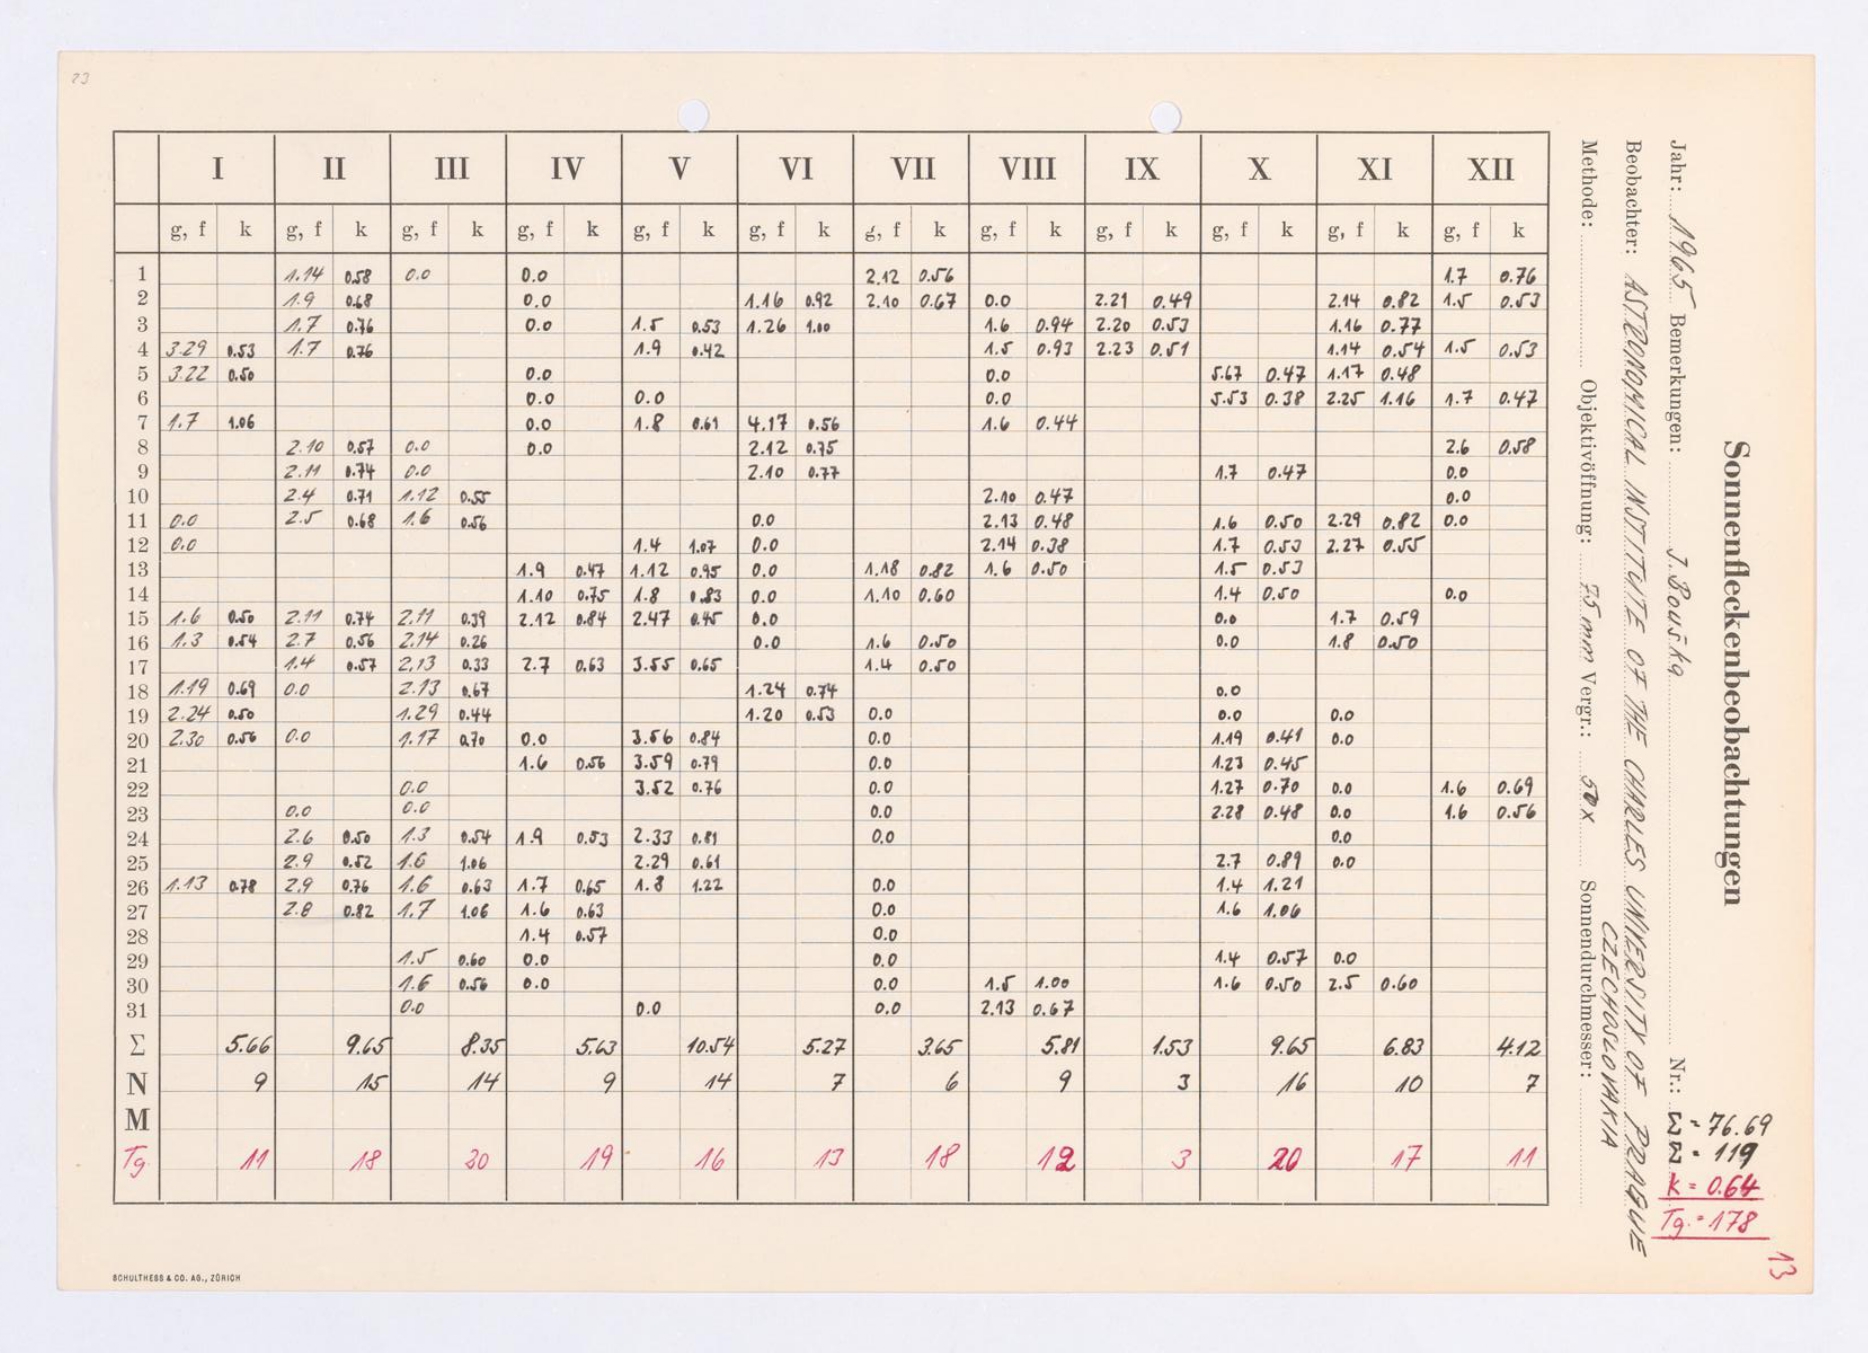 23
I II III IV V VI VII VIII IX X XI XII
g, f k g, f k g, f k g, f k g, f k g, f k g, f k g, f k g, f k g, f k g, f k g, f k
1 1.14 0.58 0.0 0.0 2.12 0.56 1.7 0.76
2 1.9 0.68 0.0 1.16 0.92 2.10 0.67 0.0 2.21 0.49 2.14 0.82 1.5 0.53
3 1.7 0.76 0.0 1.5 0.53 1.26 1.00 1.6 0.94 2.20 0.53 1.16 0.77
4 3.29 0.53 1.7 0.76 1.9 0.42 1.5 0.93 2.23 0.51 1.14 0.54 1.5 0.53
5 3.22 0.50 0.0 0.0 5.67 0.47 1.17 0.48
6 0.0 0.0 0.0 5.53 0.38 2.25 1.16 1.7 0.47
7 1.7 1.06 0.0 1.8 0.61 4.17 0.56 1.6 0.44
8 2.10 0.57 0.0 0.0 2.12 0.75 2.6 0.58
9 2.11 0.74 0.0 2.10 0.77 1.7 0.47 0.0
10 2.4 0.71 1.12 0.55 2.10 0.47 0.0
11 0.0 2.5 0.68 1.6 0.56 0.0 2.13 0.48 1.6 0.50 2.29 0.82 0.0
12 0.0 1.4 1.07 0.0 2.14 0.38 1.7 0.53 2.27 0.55
13 1.9 0.47 1.12 0.95 0.0 1.18 0.82 1.6 0.50 1.5 0.53
14 1.10 0.75 1.8 0.83 0.0 1.10 0.60 1.4 0.50 0.0
15 1.6 0.50 2.11 0.74 2.11 0.39 2.12 0.84 2.47 0.45 0.0 0.0 1.7 0.59
16 1.3 0.54 2.7 0.56 2.14 0.26 0.0 1.6 0.50 0.0 1.8 0.50
17 1.4 0.57 2.13 0.33 2.7 0.63 3.55 0.65 1.4 0.50
18 1.19 0.69 0.0 2.13 0.67 1.24 0.74 0.0
19 2.24 0.50 1.29 0.44 1.20 0.53 0.0 0.0 0.0
20 2.30 0.56 0.0 1.17 0.70 0.0 3.56 0.84 0.0 1.19 0.41 0.0
21 1.6 0.56 3.59 0.79 0.0 1.23 0.45
22 0.0 3.52 0.76 0.0 1.27 0.70 0.0 1.6 0.69
23 0.0 0.0 0.0 2.28 0.48 0.0 1.6 0.56
24 2.6 0.50 1.3 0.54 1.9 0.53 2.33 0.81 0.0 0.0
25 2.9 0.52 1.6 1.06 2.29 0.61 2.7 0.89 0.0
26 1.13 0.78 2.9 0.76 1.6 0.63 1.7 0.65 1.8 1.22 0.0 1.4 1.21
27 2.8 0.82 1.7 1.06 1.6 0.63 0.0 1.6 1.06
28 1.4 0.57 0.0
29 1.5 0.60 0.0 0.0 1.4 0.57 0.0
30 1.6 0.56 0.0 0.0 1.5 1.00 1.6 0.50 2.5 0.60
31 0.0 0.0 0.0 2.13 0.67
Σ 5.66 9.65 8.35 5.63 10.54 5.27 3.65 5.81 1.53 9.65 6.83 4.12
N 9 15 14 9 14 7 6 9 3 16 10 7
M
Tg. 11 18 20 19 16 13 18 12 3 20 17 11
SCHULTHESS & CO. AG., ZÜRICH
Sonnenfleckenbeobachtungen
Jahr: 1965 Bemerkungen: J. Bouška Nr.:
Beobachter: ASTRONOMICAL INSTITUTE OF THE CHARLES UNIVERSITY OF PRAGUE
CZECHOSLOVAKIA
Methode: Objektivöffnung: 75 mm Vergr.: 50 x Sonnendurchmesser:
Σ = 76.69
Σ = 119
k = 0.64
Tg. = 178
13